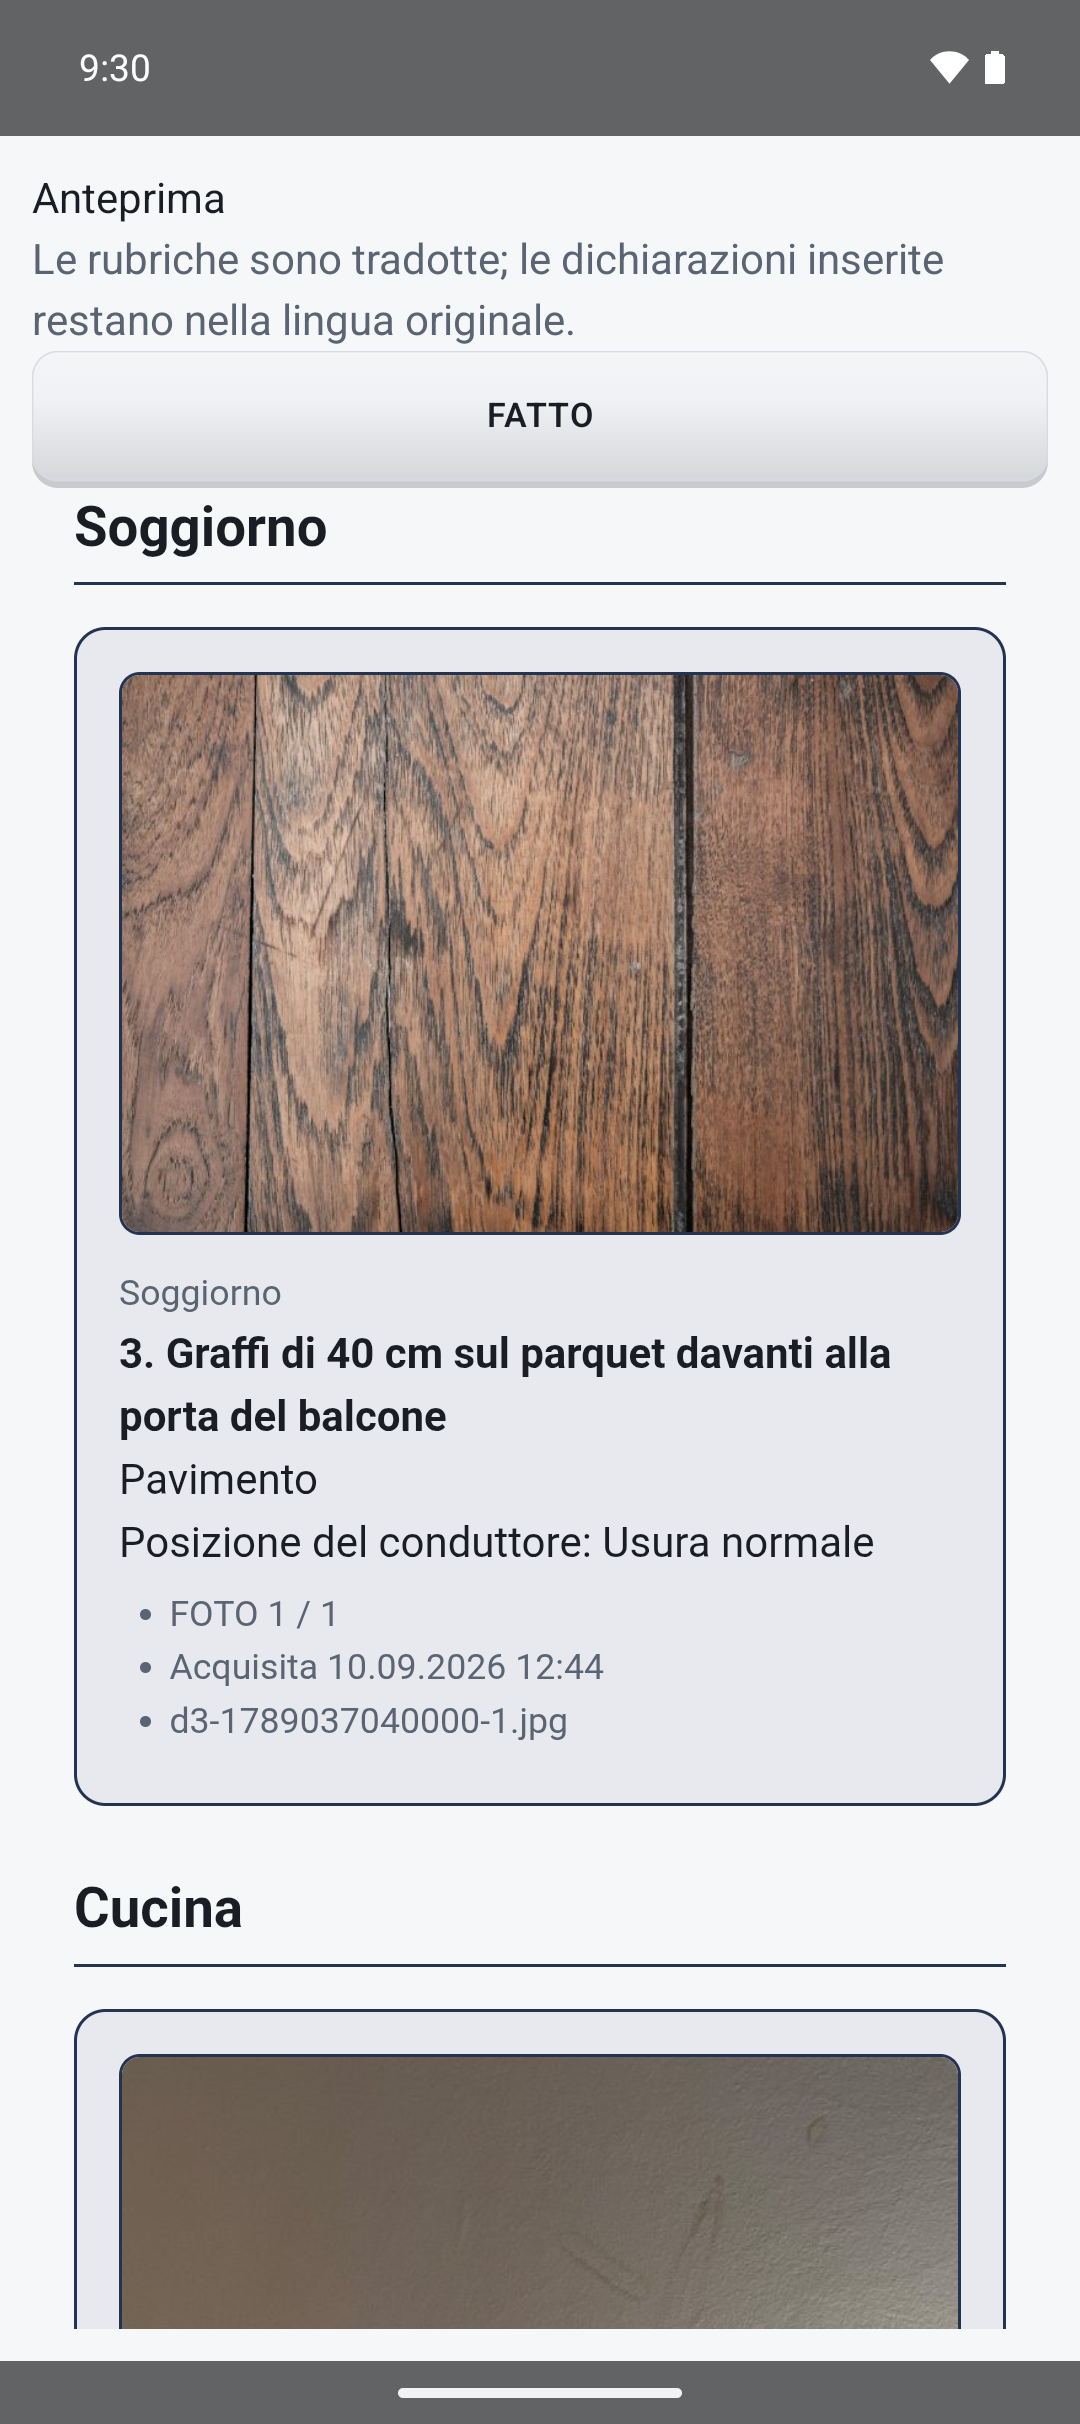 9:30
Anteprima
Le rubriche sono tradotte; le dichiarazioni inserite
restano nella lingua originale.
FATTO
Soggiorno
Soggiorno
3. Graffi di 40 cm sul parquet davanti alla
porta del balcone
Pavimento
Posizione del conduttore: Usura normale
• FOTO 1 / 1
• Acquisita 10.09.2026 12:44
• d3-1789037040000-1.jpg
Cucina